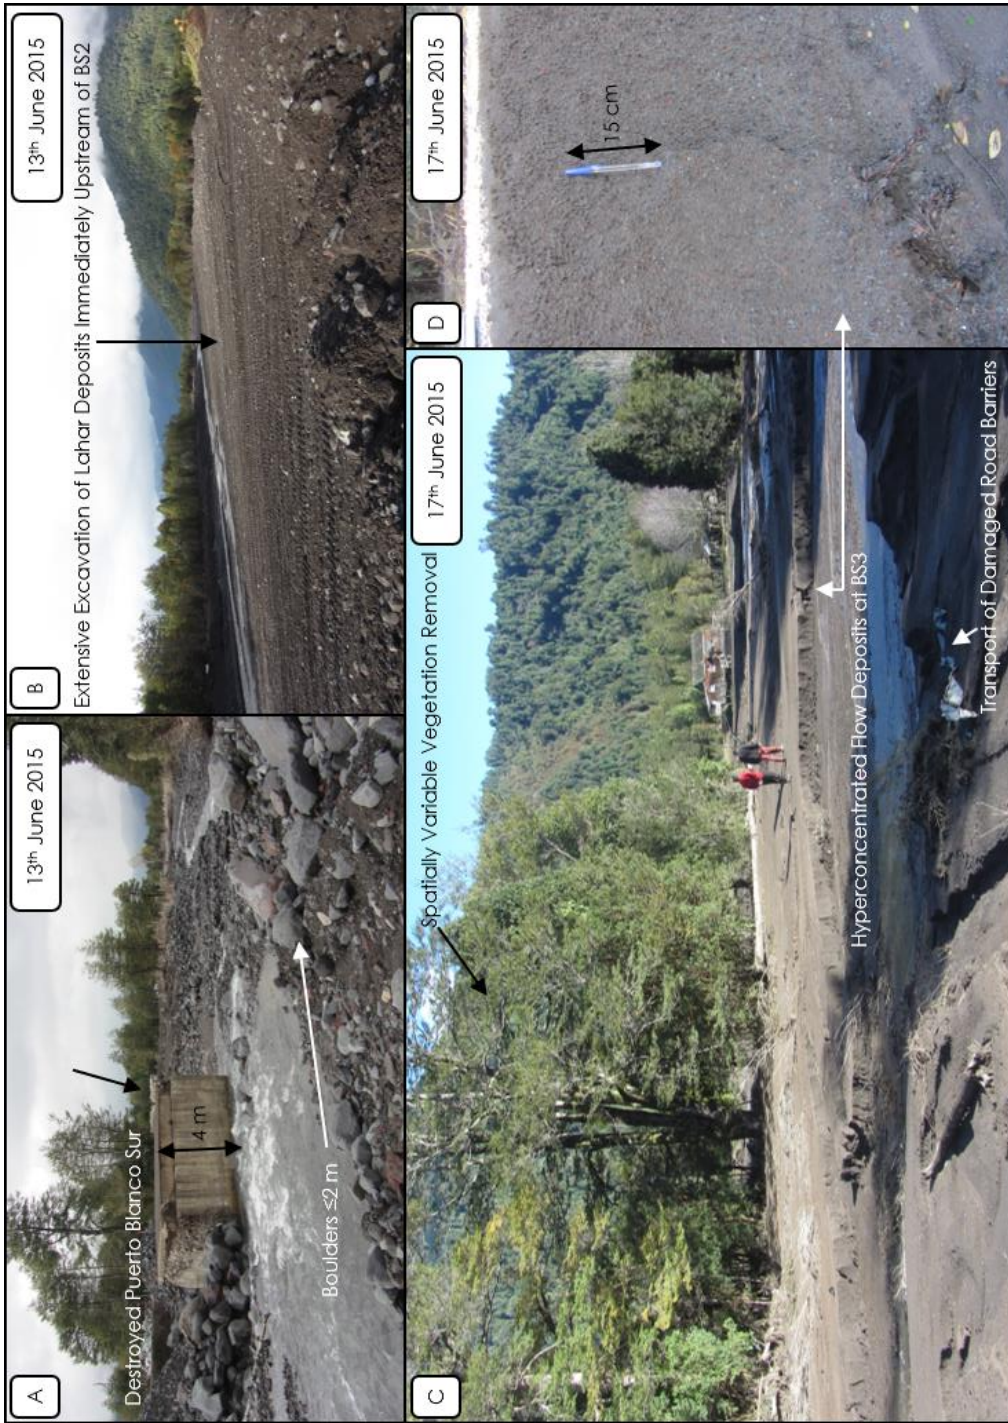 A
13th June 2015
Destroyed Puerto Blanco Sur
4 m
Boulders ≤2 m
B
13th June 2015
Extensive Excavation of Lahar Deposits Immediately Upstream of BS2
C
17th June 2015
Spatially Variable Vegetation Removal
Hyperconcentrated Flow Deposits at BS3
Transport of Damaged Road Barriers
D
17th June 2015
15 cm